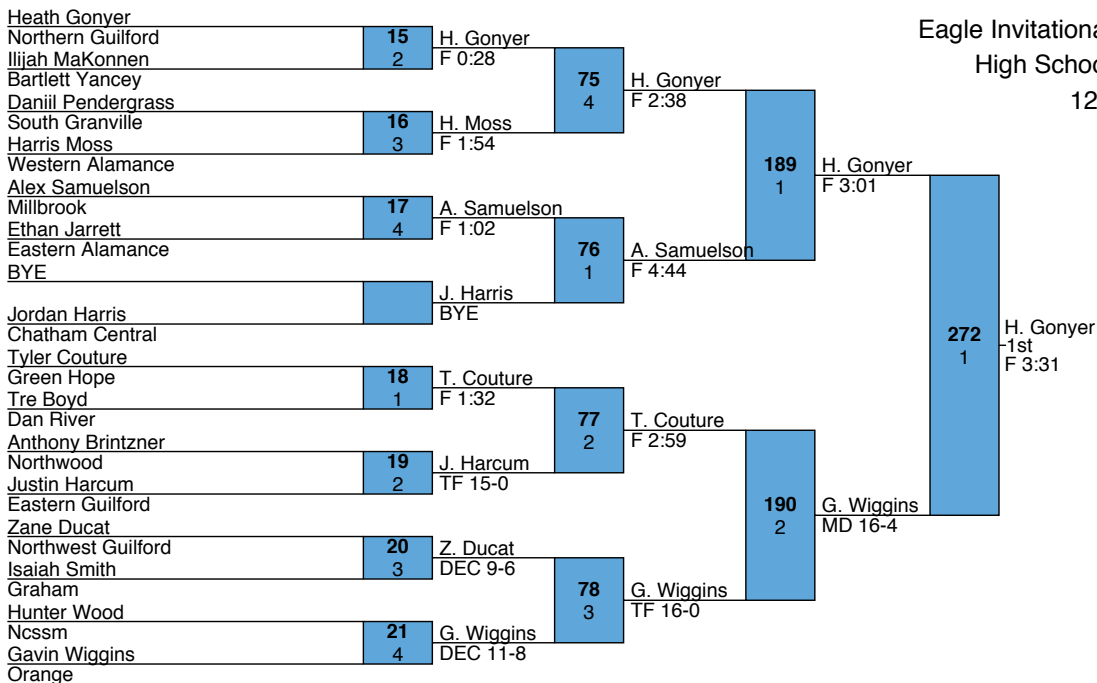 Heath Gonyer
Northern Guilford
Ilijah MaKonnen
Bartlett Yancey
Daniil Pendergrass
South Granville
Harris Moss
Western Alamance
Alex Samuelson
Millbrook
Ethan Jarrett
Eastern Alamance
BYE
Jordan Harris
Chatham Central
Tyler Couture
Green Hope
Tre Boyd
Dan River
Anthony Brintzner
Northwood
Justin Harcum
Eastern Guilford
Zane Ducat
Northwest Guilford
Isaiah Smith
Graham
Hunter Wood
Ncssm
Gavin Wiggins
Orange
15
2
16
3
17
4
18
1
19
2
20
3
21
4
H. Gonyer
F 0:28
H. Moss
F 1:54
A. Samuelson
F 1:02
J. Harris
BYE
T. Couture
F 1:32
J. Harcum
TF 15-0
Z. Ducat
DEC 9-6
G. Wiggins
DEC 11-8
75
4
76
1
77
2
78
3
H. Gonyer
F 2:38
A. Samuelson
F 4:44
T. Couture
F 2:59
G. Wiggins
TF 16-0
189
1
190
2
H. Gonyer
F 3:01
G. Wiggins
MD 16-4
272
1
H. Gonyer
1st
F 3:31
Eagle Invitationa
High Schoo
12